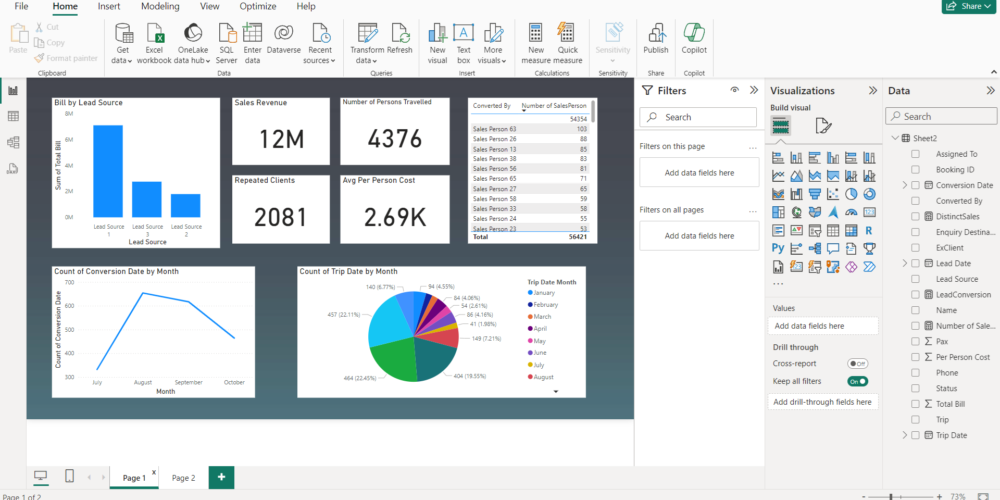 File Home Insert Modeling View Optimize Help Share
Paste
Cut
Copy
Format painter
Clipboard
Get data
Excel workbook
OneLake data hub
SQL Server
Enter data
Dataverse
Recent sources
Data
Transform data
Refresh
Queries
New visual
Text box
More visuals
Insert
New measure
Quick measure
Calculations
Sensitivity
Sensitivity
Publish
Share
Copilot
Copilot
Bill by Lead Source
Sum of Total Bill
8M
6M
4M
2M
0M
Lead Source 1
Lead Source 3
Lead Source 2
Lead Source
Sales Revenue
12M
Number of Persons Travelled
4376
Repeated Clients
2081
Avg Per Person Cost
2.69K
Converted By Number of SalesPerson
54354
Sales Person 63 103
Sales Person 26 88
Sales Person 13 85
Sales Person 38 83
Sales Person 56 81
Sales Person 65 71
Sales Person 27 65
Sales Person 58 59
Sales Person 33 58
Sales Person 24 55
Sales Person 23 53
Total 56421
Count of Conversion Date by Month
Count of Conversion Date
700
600
500
400
300
July August September October
Month
Count of Trip Date by Month
140 (6.77%)
94 (4.55%)
84 (4.06%)
54 (2.61%)
86 (4.16%)
41 (1.98%)
149 (7.21%)
404 (19.55%)
464 (22.45%)
457 (22.11%)
Trip Date Month
January
February
March
April
May
June
July
August
Filters
Search
Filters on this page ...
Add data fields here
Filters on all pages ...
Add data fields here
Visualizations
Build visual
123
R
Py
123
...
Values
Add data fields here
Drill through
Cross-report Off
Keep all filters On
Add drill-through fields here
Data
Search
Sheet2
Assigned To
Booking ID
Conversion Date
Converted By
DistinctSales
Enquiry Destina...
ExClient
Lead Date
Lead Source
LeadConversion
Name
Number of Sale...
Pax
Per Person Cost
Phone
Status
Total Bill
Trip
Trip Date
DAX
Page 1 x
Page 2
+
Page 1 of 2
- + 73%